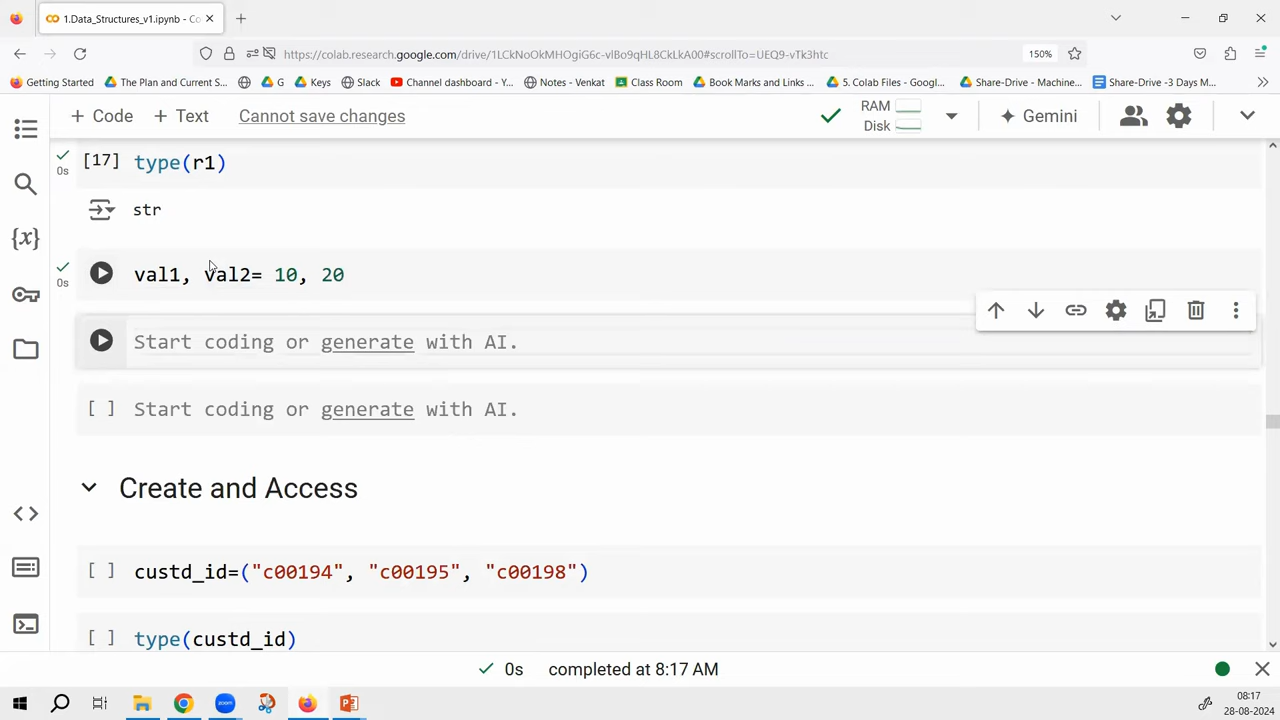 1.Data_Structures_v1.ipynb - Co
https://colab.research.google.com/drive/1LCkNoOkMHOgiG6c-vlBo9qHL8CkLkA00#scrollTo=UEQ9-vTk3htc
150%
Getting Started
The Plan and Current S...
G
Keys
Slack
Channel dashboard - Y...
Notes - Venkat
Class Room
Book Marks and Links ...
5. Colab Files - Googl...
Share-Drive - Machine...
Share-Drive -3 Days M...
+ Code + Text Cannot save changes
RAM
Disk
Gemini
[17] type(r1)
0s
str
val1, val2= 10, 20
0s
Start coding or generate with AI.
[ ] Start coding or generate with AI.
Create and Access
[ ] custd_id=("c00194", "c00195", "c00198")
[ ] type(custd_id)
0s completed at 8:17 AM
zoom
08:17
28-08-2024